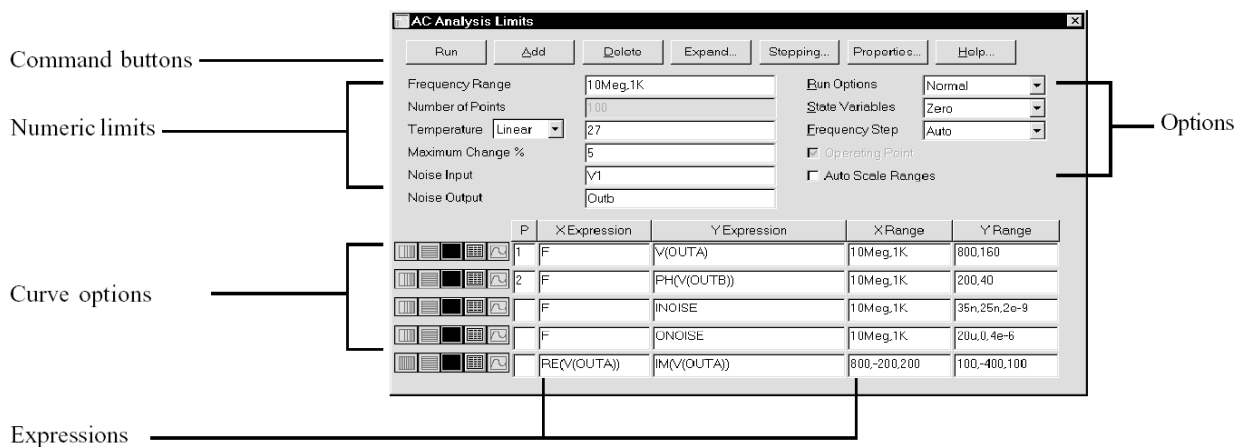 AC Analysis Limits
Run Add Delete Expand... Stepping... Properties... Help...
Command buttons
Frequency Range 10Meg,1K Run Options Normal
Number of Points 100 State Variables Zero
Numeric limits
Temperature Linear 27 Frequency Step Auto
Options
Maximum Change % 5 Operating Point
Noise Input V1 Auto Scale Ranges
Noise Output Outb
P X Expression Y Expression X Range Y Range
1 F V(OUTA) 10Meg,1K 800,160
2 F PH(V(OUTB)) 10Meg,1K 200,40
Curve options
F INOISE 10Meg,1K 35n,25n,2e-9
F ONOISE 10Meg,1K 20u,0,4e-6
RE(V(OUTA)) IM(V(OUTA)) 800,-200,200 100,-400,100
Expressions